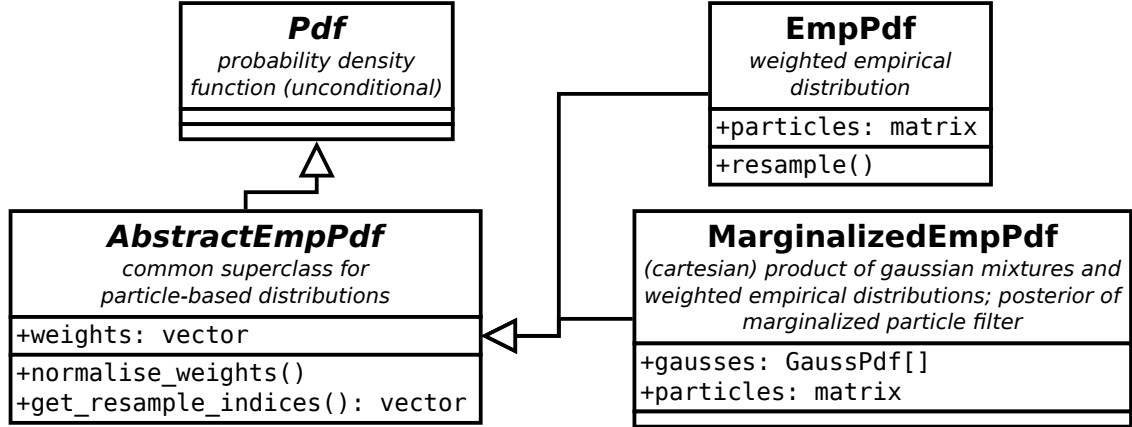 Pdf
probability density
function (unconditional)
EmpPdf
weighted empirical
distribution
+particles: matrix
+resample()
AbstractEmpPdf
common superclass for
particle-based distributions
+weights: vector
+normalise_weights()
+get_resample_indices(): vector
MarginalizedEmpPdf
(cartesian) product of gaussian mixtures and
weighted empirical distributions; posterior of
marginalized particle filter
+gausses: GaussPdf[]
+particles: matrix